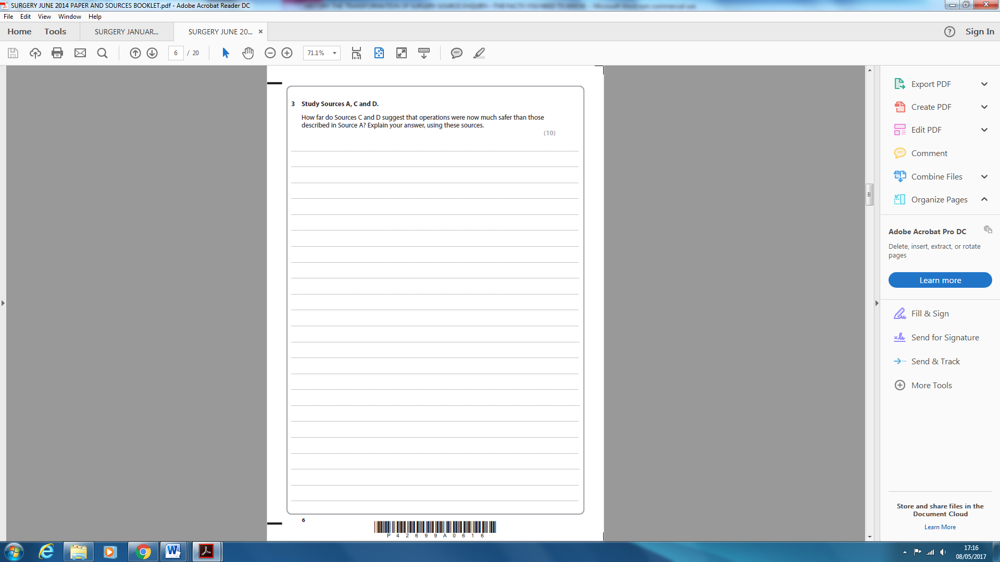 SURGERY JUNE 2014 PAPER AND SOURCES BOOKLET.pdf - Adobe Acrobat Reader DC
File Edit View Window Help
Home Tools SURGERY JANUAR... SURGERY JUNE 20... Sign In
6 / 20 71.1%
3 Study Sources A, C and D.
How far do Sources C and D suggest that operations were now much safer than those
described in Source A? Explain your answer, using these sources.
(10)
6
P 4 2 6 9 9 A 0 6 1 6
Export PDF
Create PDF
Edit PDF
Comment
Combine Files
Organize Pages
Adobe Acrobat Pro DC
Delete, insert, extract, or rotate
pages
Learn more
Fill & Sign
Send for Signature
Send & Track
More Tools
Store and share files in the
Document Cloud
Learn More
17:16
08/05/2017